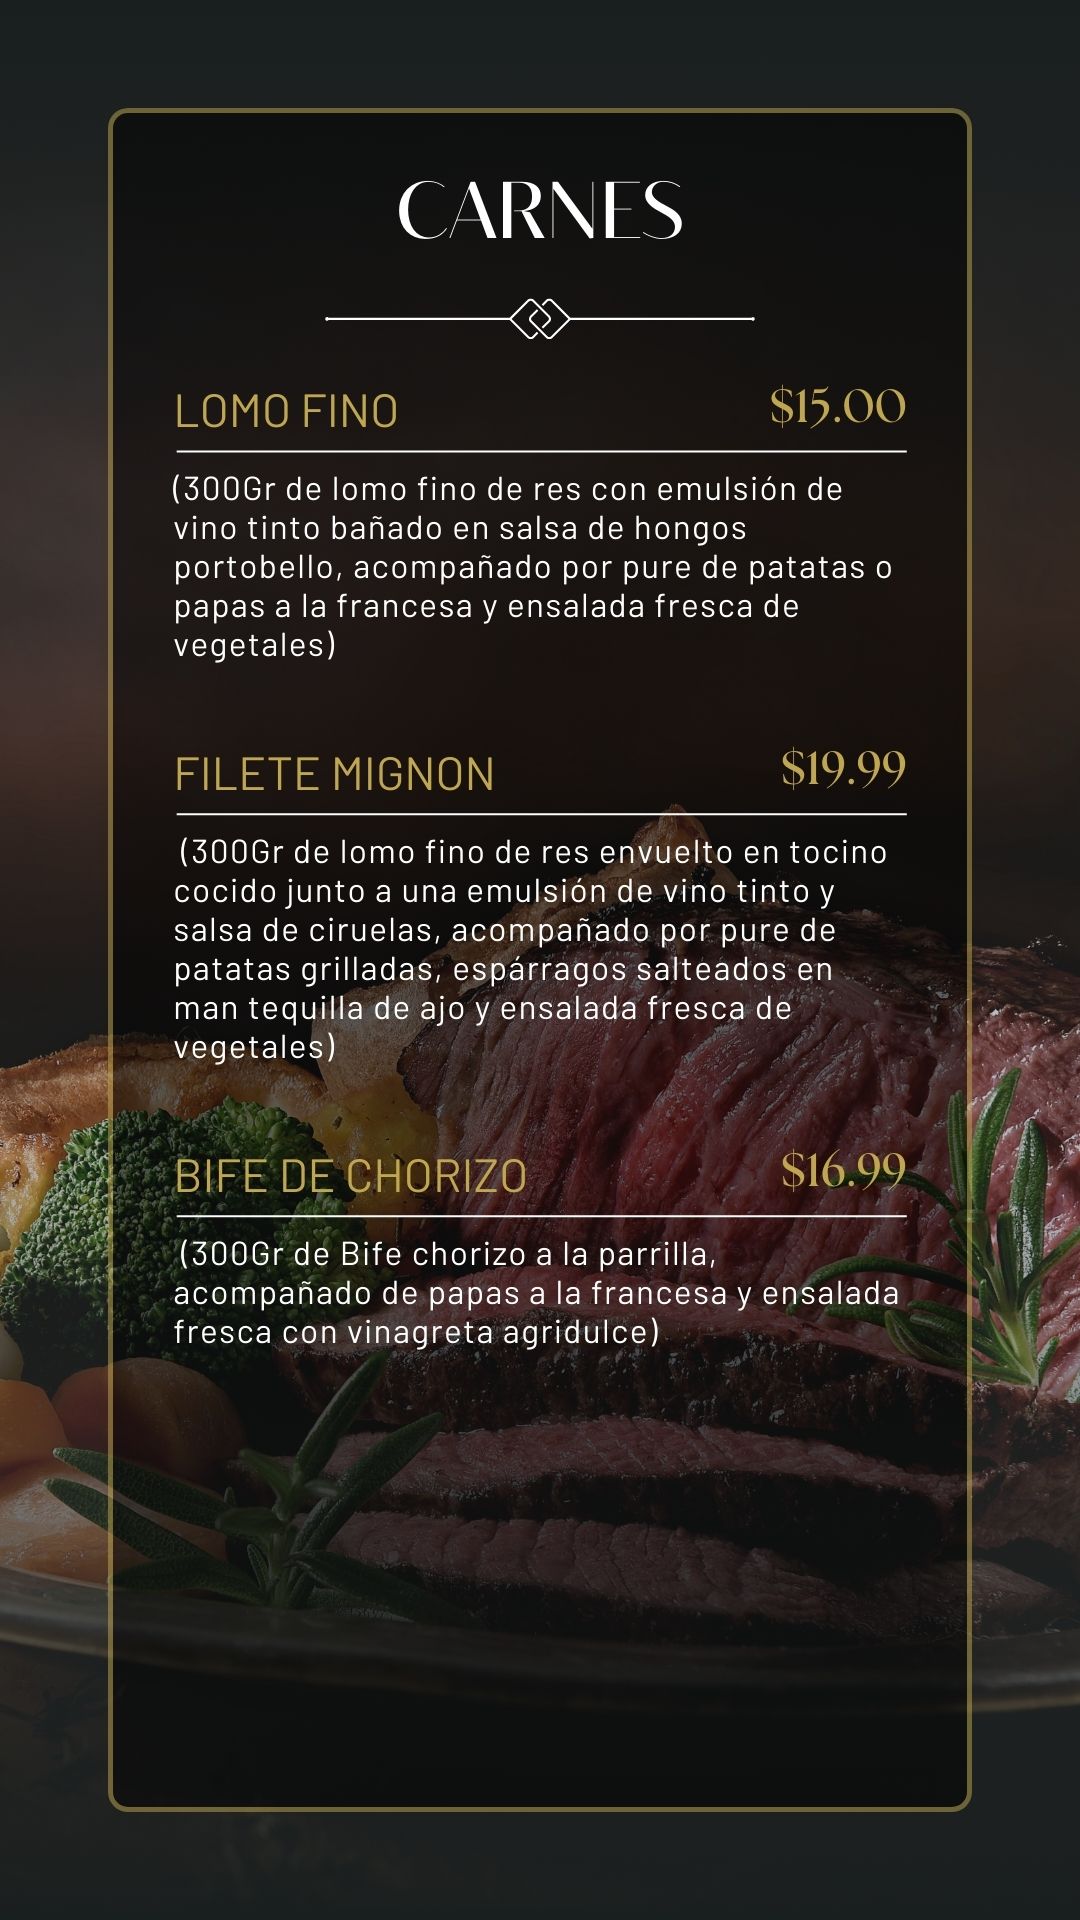 CARNES
LOMO FINO $15.00
(300Gr de lomo fino de res con emulsión de
vino tinto bañado en salsa de hongos
portobello, acompañado por pure de patatas o
papas a la francesa y ensalada fresca de
vegetales)
FILETE MIGNON $19.99
(300Gr de lomo fino de res envuelto en tocino
cocido junto a una emulsión de vino tinto y
salsa de ciruelas, acompañado por pure de
patatas grilladas, espárragos salteados en
man tequilla de ajo y ensalada fresca de
vegetales)
BIFE DE CHORIZO $16.99
(300Gr de Bife chorizo a la parrilla,
acompañado de papas a la francesa y ensalada
fresca con vinagreta agridulce)